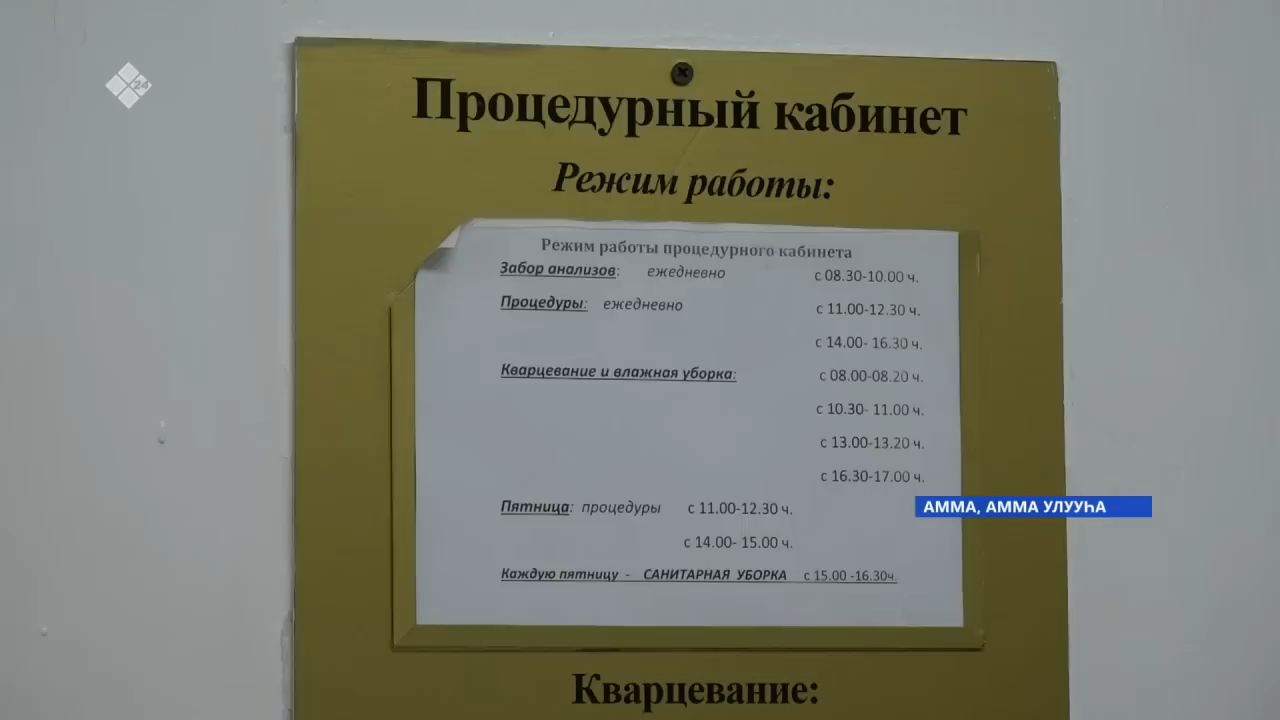 24
Процедурный кабинет
Режим работы:
Режим работы процедурного кабинета
Забор анализов: ежедневно с 08.30-10.00 ч.
Процедуры: ежедневно с 11.00-12.30 ч.
с 14.00- 16.30 ч.
Кварцевание и влажная уборка: с 08.00-08.20 ч.
с 10.30- 11.00 ч.
с 13.00-13.20 ч.
с 16.30-17.00 ч.
Пятница: процедуры с 11.00-12.30 ч.
с 14.00- 15.00 ч.
Каждую пятницу - САНИТАРНАЯ УБОРКА с 15.00 -16.30ч.
АММА, АММА УЛУУҺА
Кварцевание: